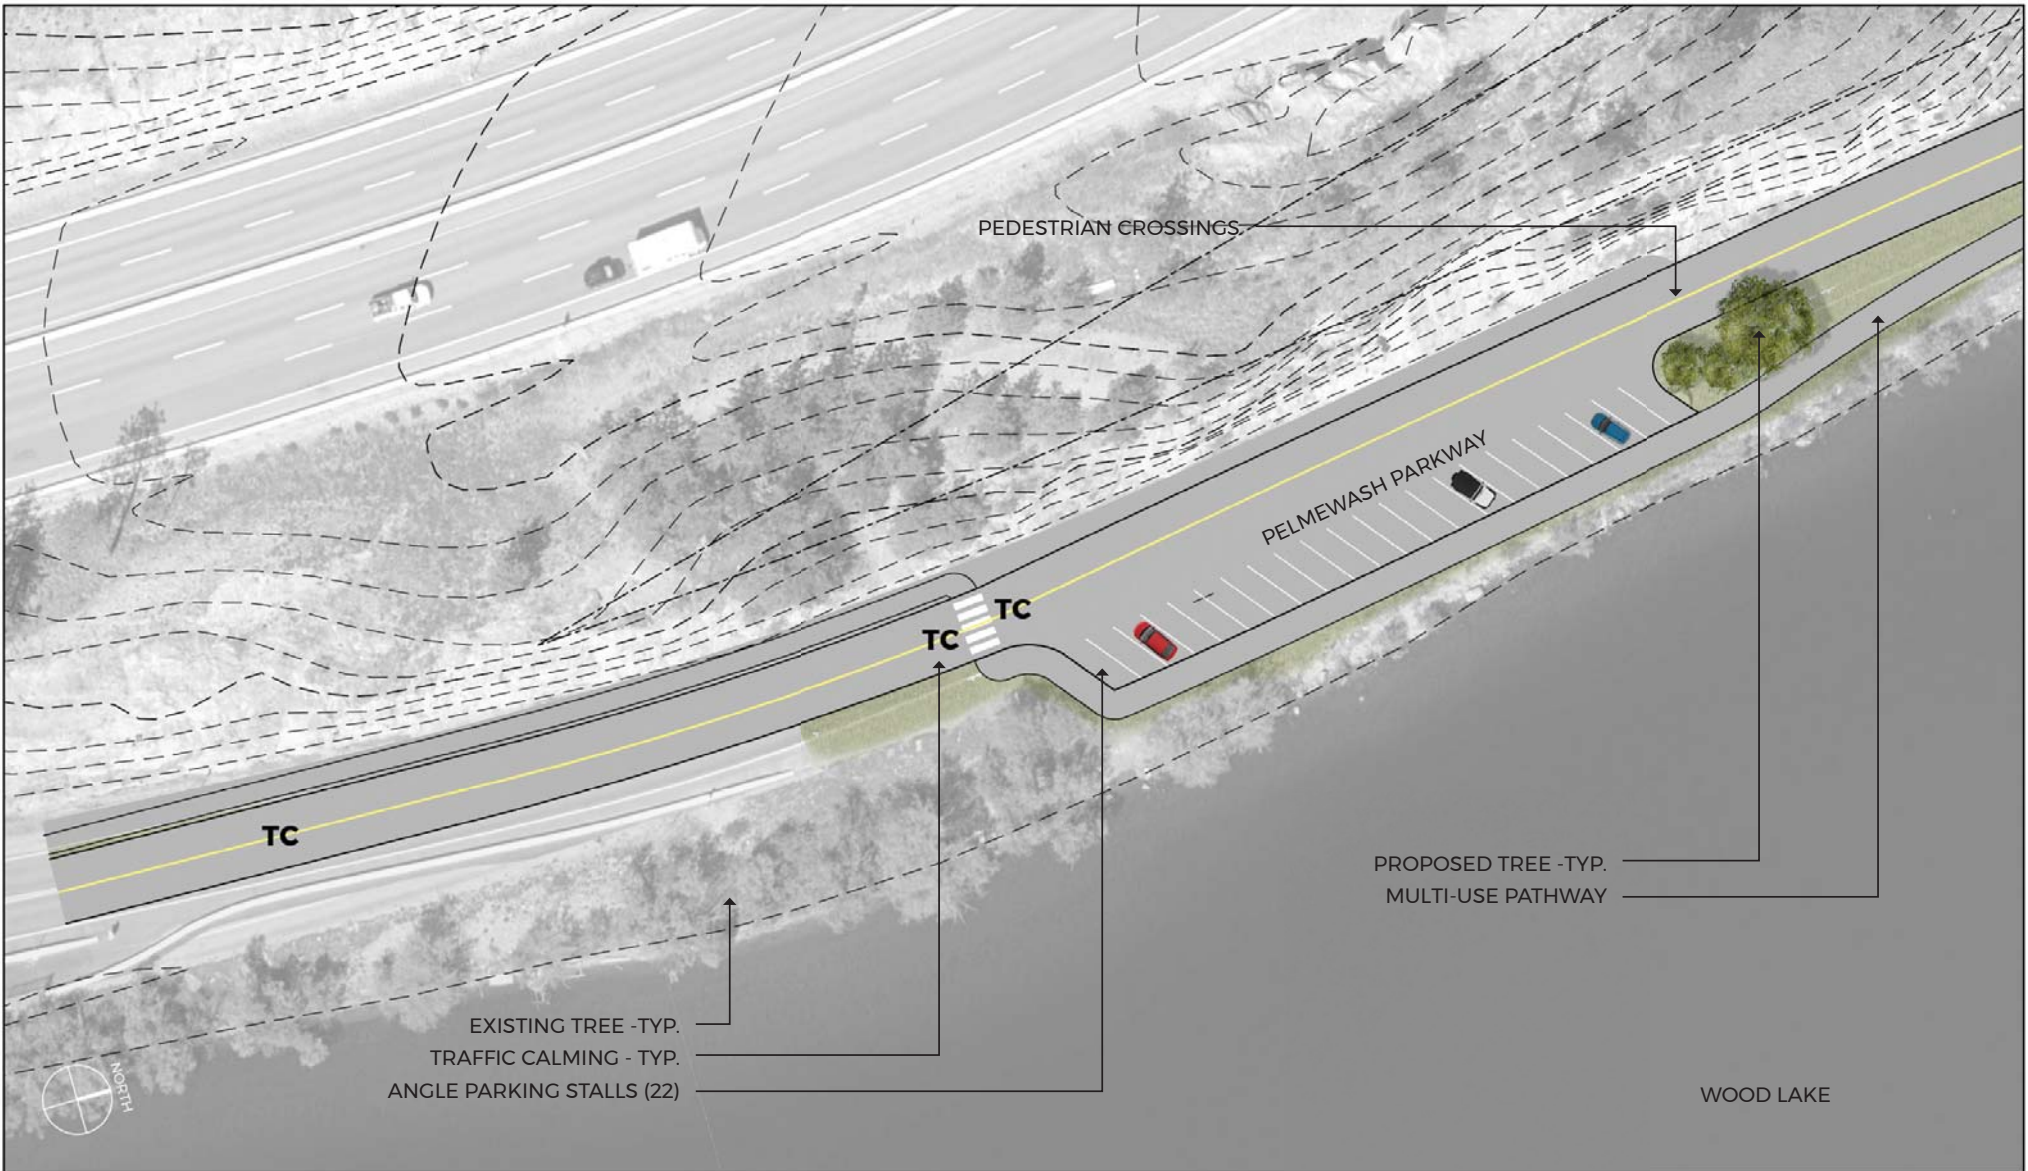 PEDESTRIAN CROSSINGS
PELMEWASH PARKWAY
TC
TC
TC
PROPOSED TREE -TYP.
MULTI-USE PATHWAY
EXISTING TREE -TYP.
TRAFFIC CALMING - TYP.
ANGLE PARKING STALLS (22)
NORTH
WOOD LAKE